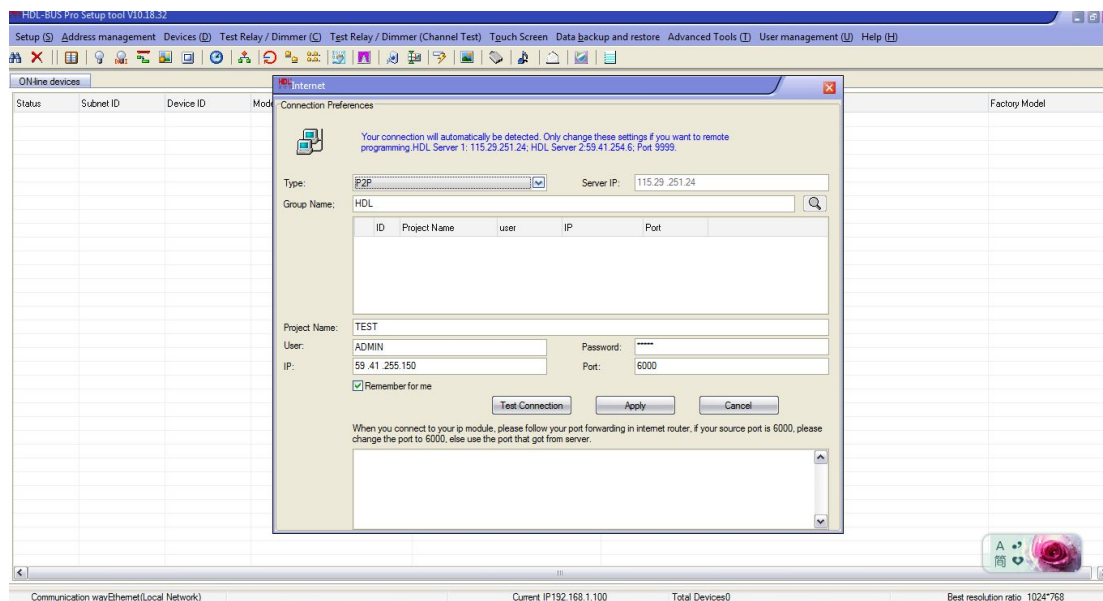 HDL-BUS Pro Setup tool V10.18.32
Setup (S) Address management Devices (D) Test Relay / Dimmer (C) Test Relay / Dimmer (Channel Test) Touch Screen Data backup and restore Advanced Tools (T) User management (U) Help (H)
ON-line devices
Status Subnet ID Device ID Factory Model
Internet
Connection Preferences
Your connection will automatically be detected. Only change these settings if you want to remote
programming.HDL Server 1: 115.29.251.24; HDL Server 2:59.41.254.6; Port 9999.
Type: P2P Server IP: 115.29 .251.24
Group Name: HDL
ID Project Name user IP Port
Project Name: TEST
User: ADMIN Password:
IP: 59 .41 .255.150 Port: 6000
Remember for me
Test Connection Apply Cancel
When you connect to your ip module, please follow your port forwarding in internet router, if your source port is 6000, please
change the port to 6000, else use the port that got from server.
A
简
Communication wayEthernet(Local Network) Current IP192.168.1.100 Total Devices0 Best resolution ratio 1024*768